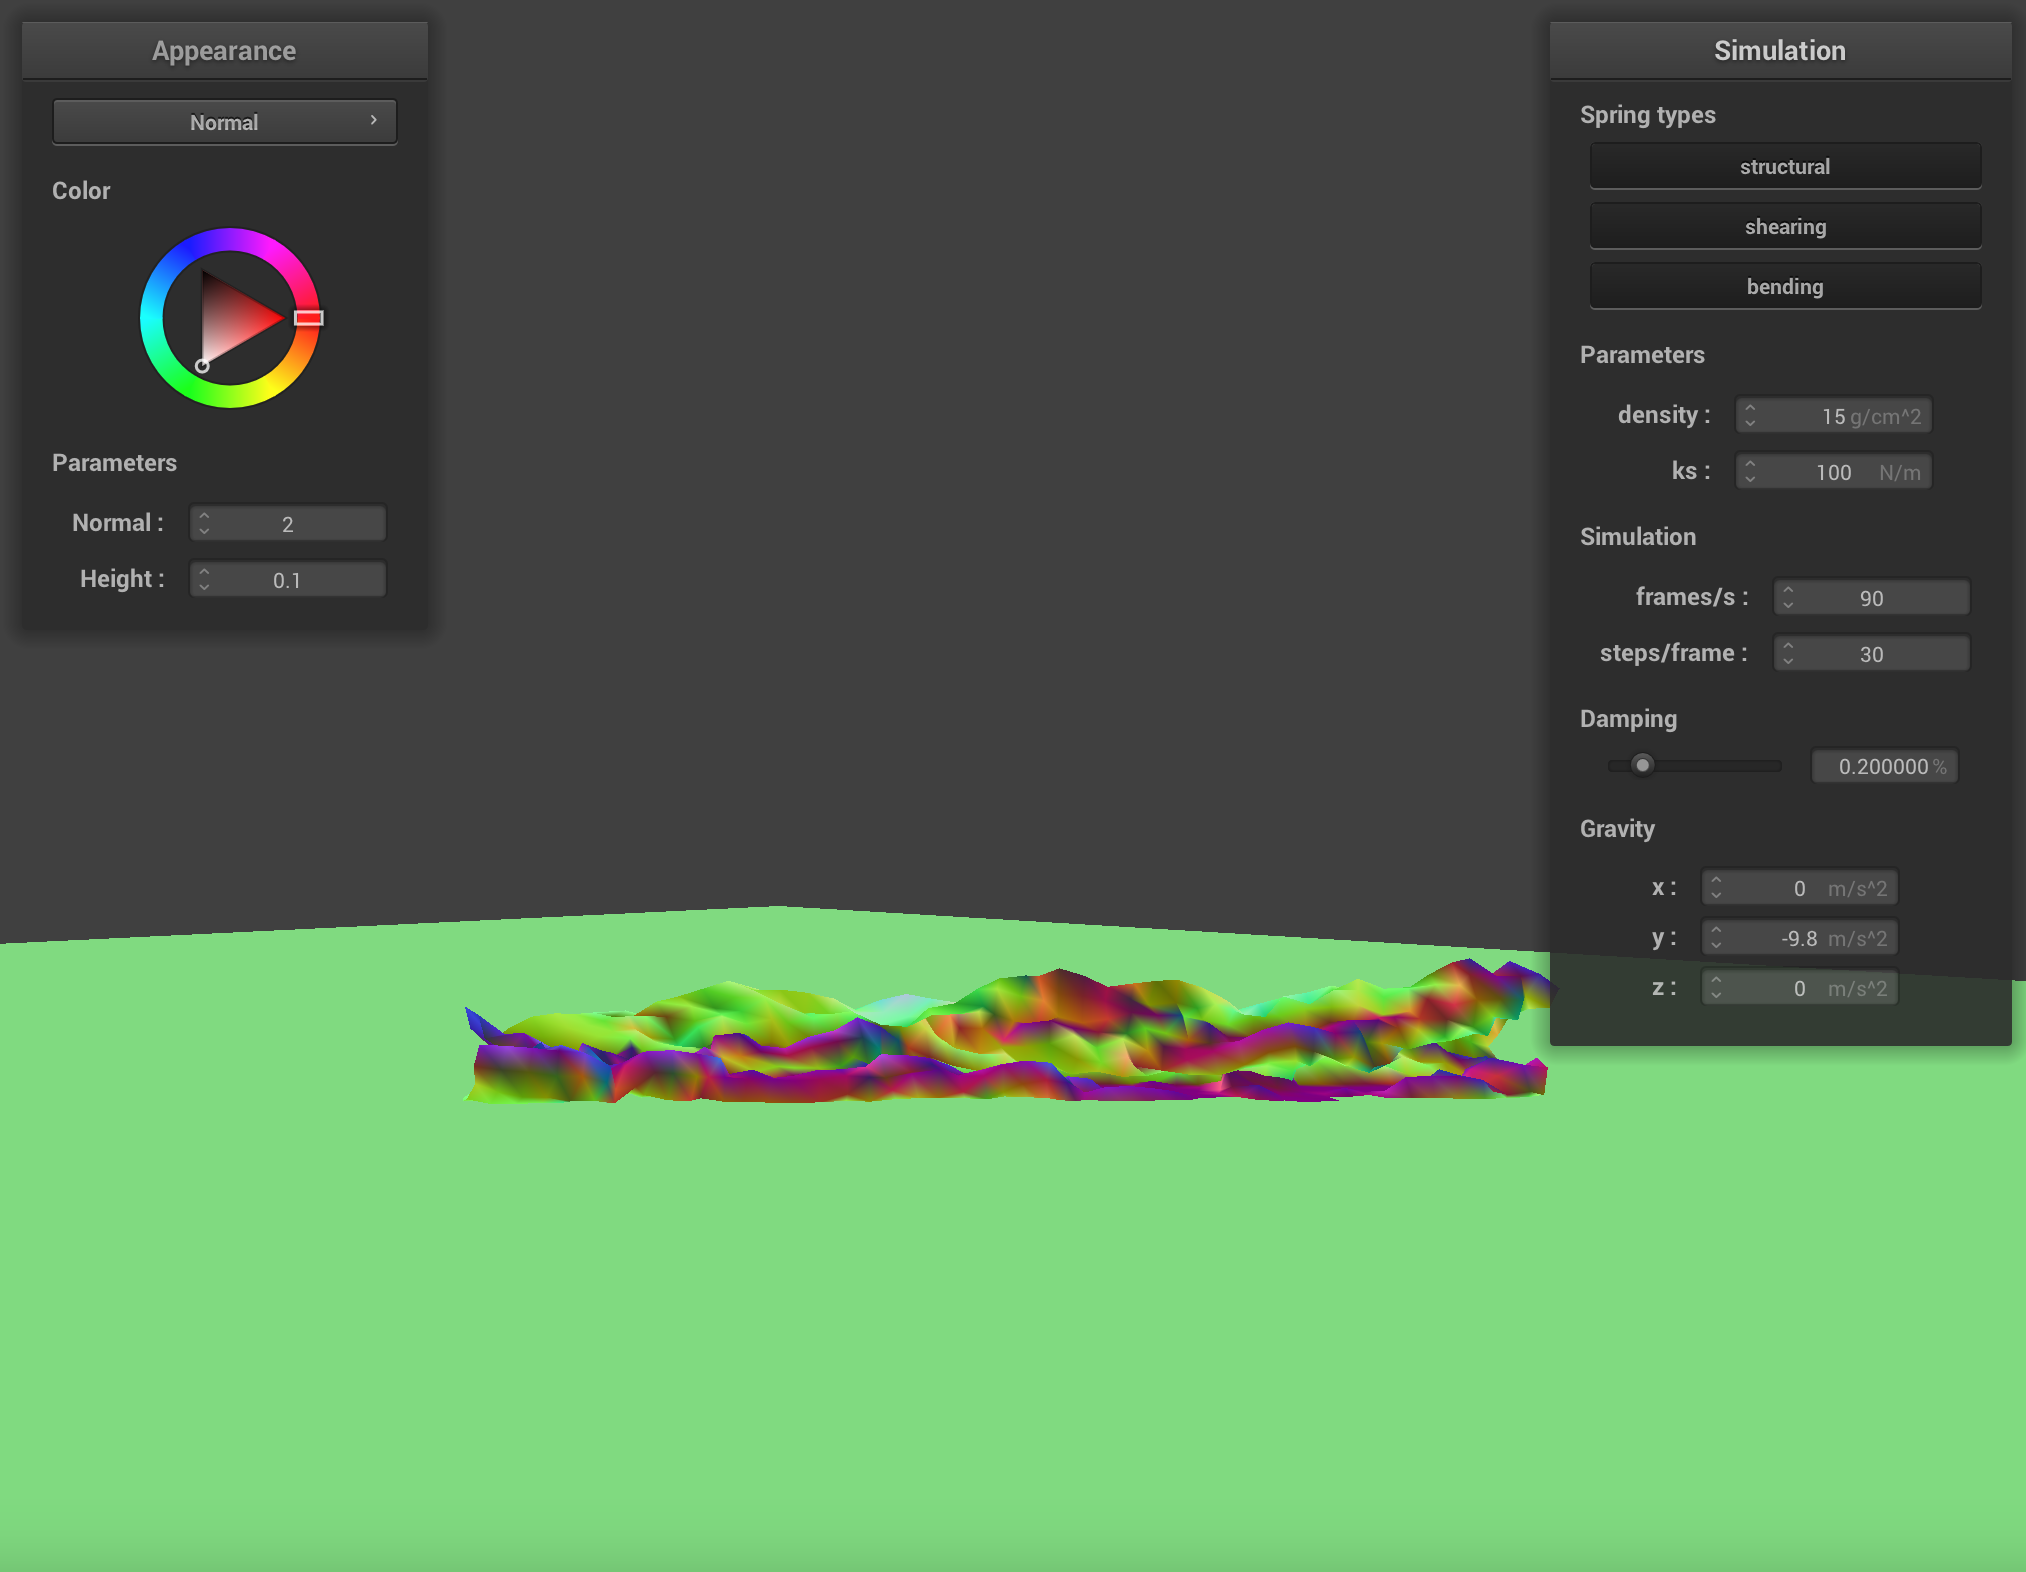 Appearance
Normal
Color
Parameters
Normal : 2
Height : 0.1
Simulation
Spring types
structural
shearing
bending
Parameters
density : 15 g/cm^2
ks : 100 N/m
Simulation
frames/s : 90
steps/frame : 30
Damping
0.200000 %
Gravity
x : 0 m/s^2
y : -9.8 m/s^2
z : 0 m/s^2